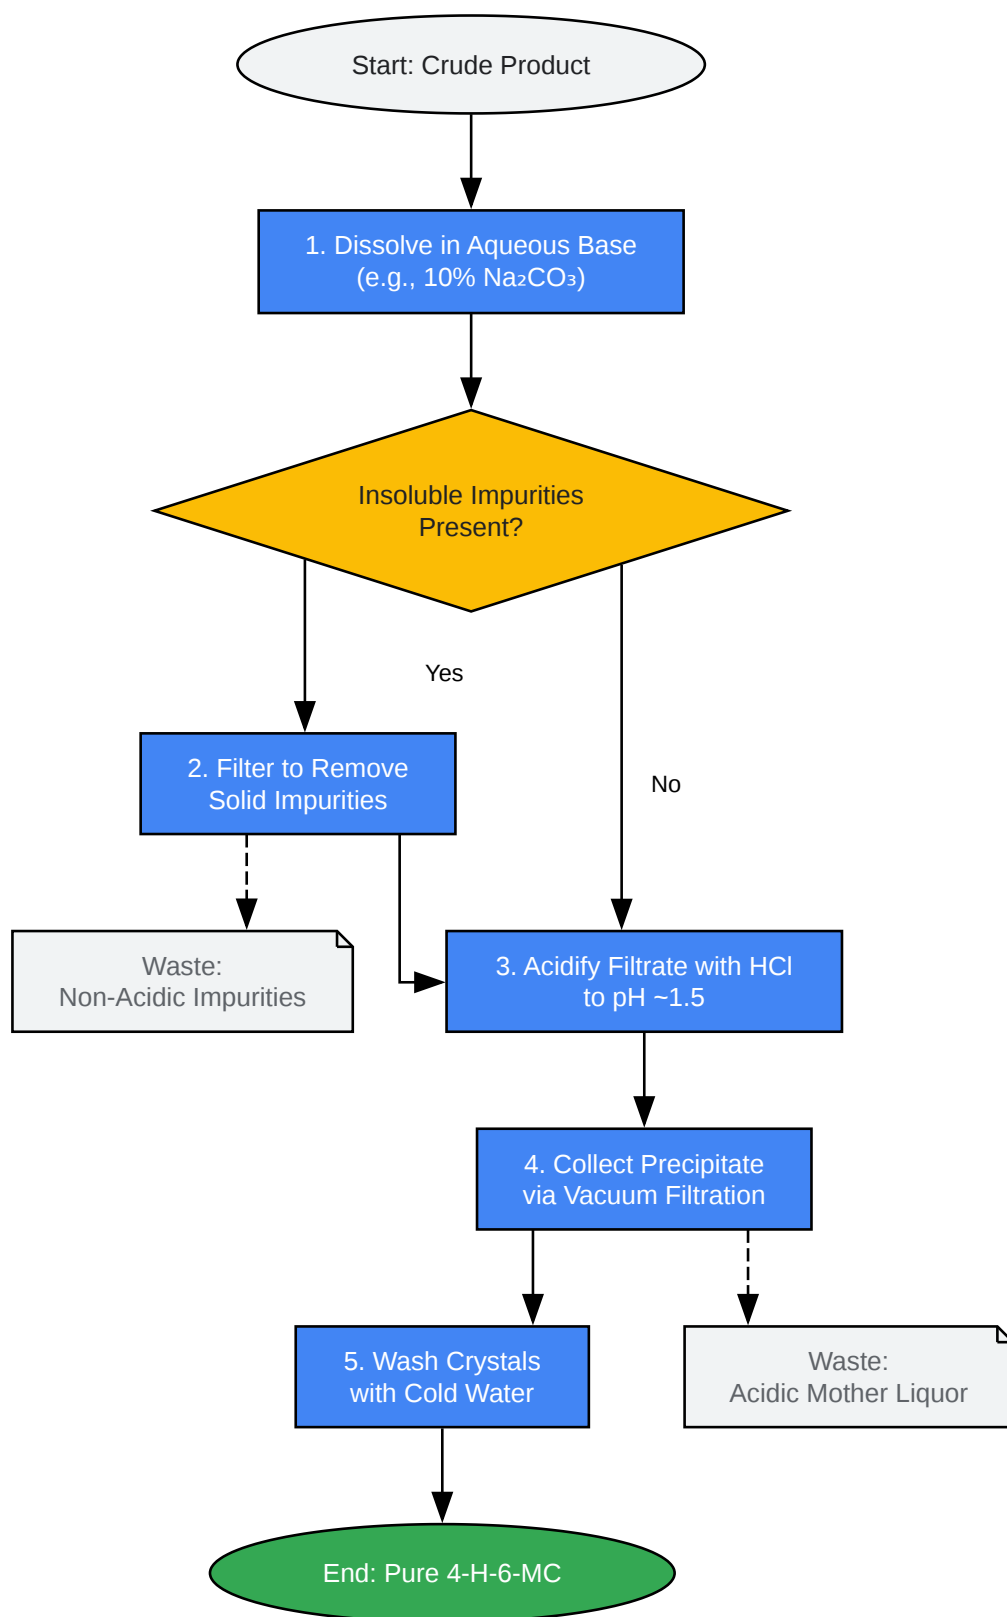 Start: Crude Product
1. Dissolve in Aqueous Base
(e.g., 10% Na₂CO₃)
Insoluble Impurities
Present?
Yes
2. Filter to Remove
Solid Impurities
No
Waste:
Non-Acidic Impurities
3. Acidify Filtrate with HCl
to pH ~1.5
4. Collect Precipitate
via Vacuum Filtration
5. Wash Crystals
with Cold Water
Waste:
Acidic Mother Liquor
End: Pure 4-H-6-MC